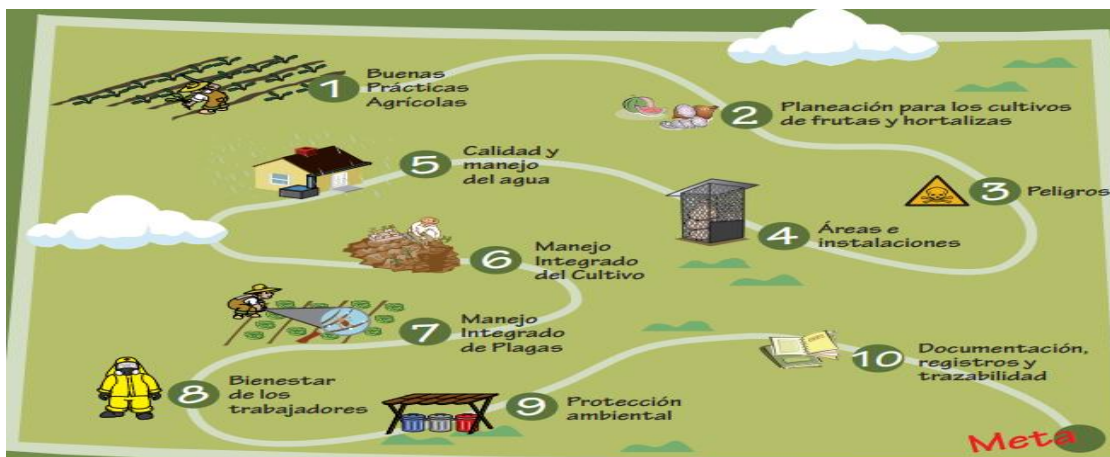 1
Buenas
Prácticas
Agrícolas
2
Planeación para los cultivos
de frutas y hortalizas
3
Peligros
4
Áreas e
instalaciones
5
Calidad y
manejo
del agua
6
Manejo
Integrado
del Cultivo
7
Manejo
Integrado
de Plagas
8
Bienestar
de los
trabajadores
9
Protección
ambiental
10
Documentación,
registros y
trazabilidad
Meta